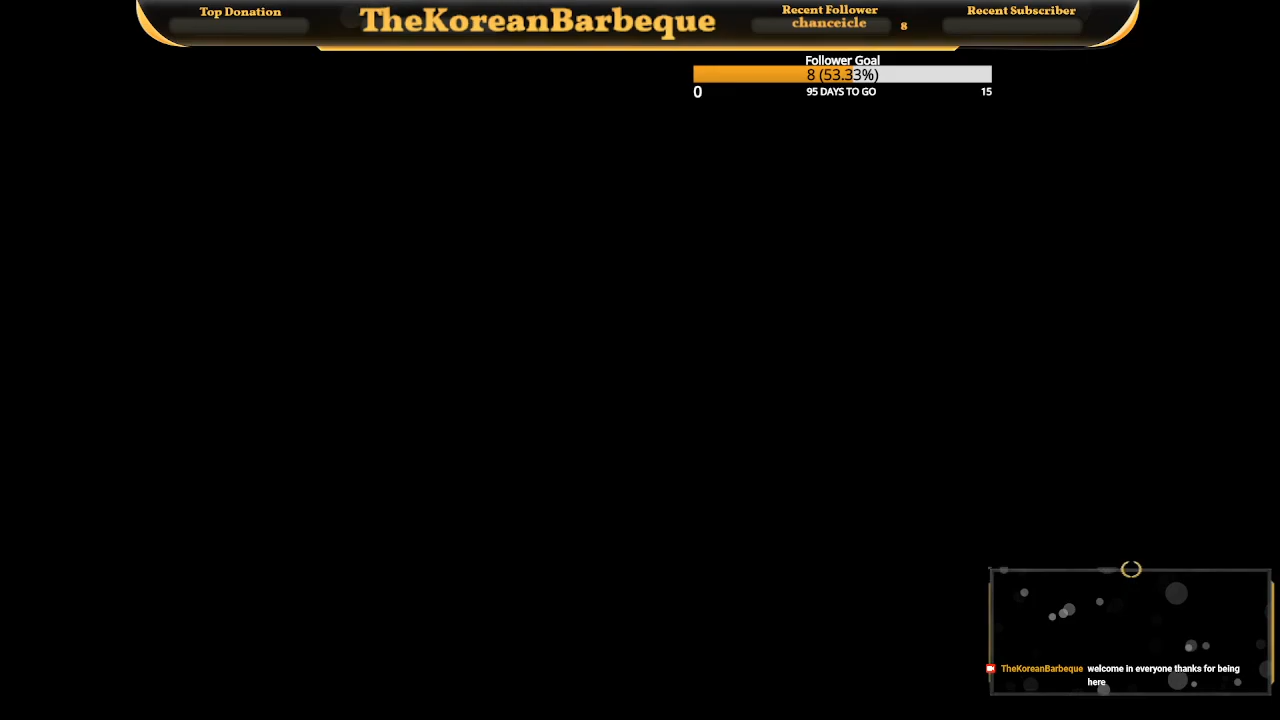 Top Donation
TheKoreanBarbeque
Recent Follower
chanceicle
8
Recent Subscriber
Follower Goal
8 (53.33%)
0
95 DAYS TO GO
15
TheKoreanBarbeque welcome in everyone thanks for being
here